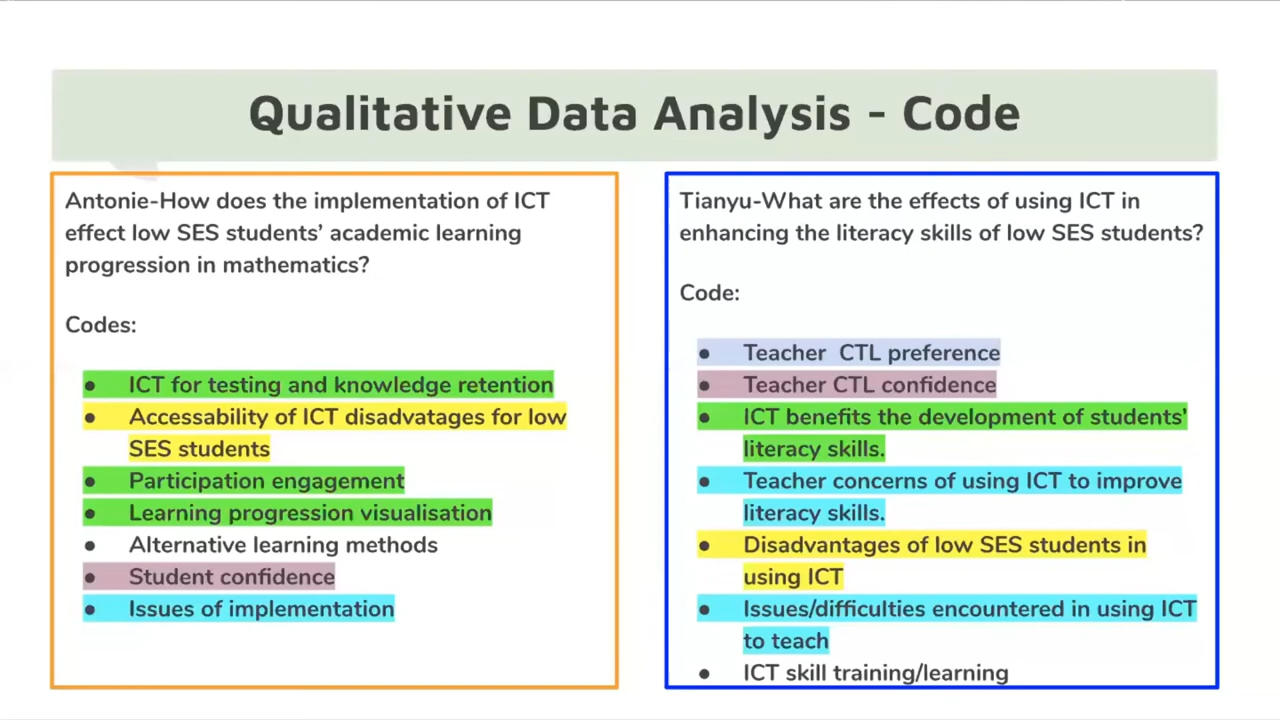 Qualitative Data Analysis - Code
Antonie-How does the implementation of ICT
effect low SES students’ academic learning
progression in mathematics?
Codes:
● ICT for testing and knowledge retention
● Accessability of ICT disadvatages for low
SES students
● Participation engagement
● Learning progression visualisation
● Alternative learning methods
● Student confidence
● Issues of implementation
Tianyu-What are the effects of using ICT in
enhancing the literacy skills of low SES students?
Code:
● Teacher CTL preference
● Teacher CTL confidence
● ICT benefits the development of students’
literacy skills.
● Teacher concerns of using ICT to improve
literacy skills.
● Disadvantages of low SES students in
using ICT
● Issues/difficulties encountered in using ICT
to teach
● ICT skill training/learning